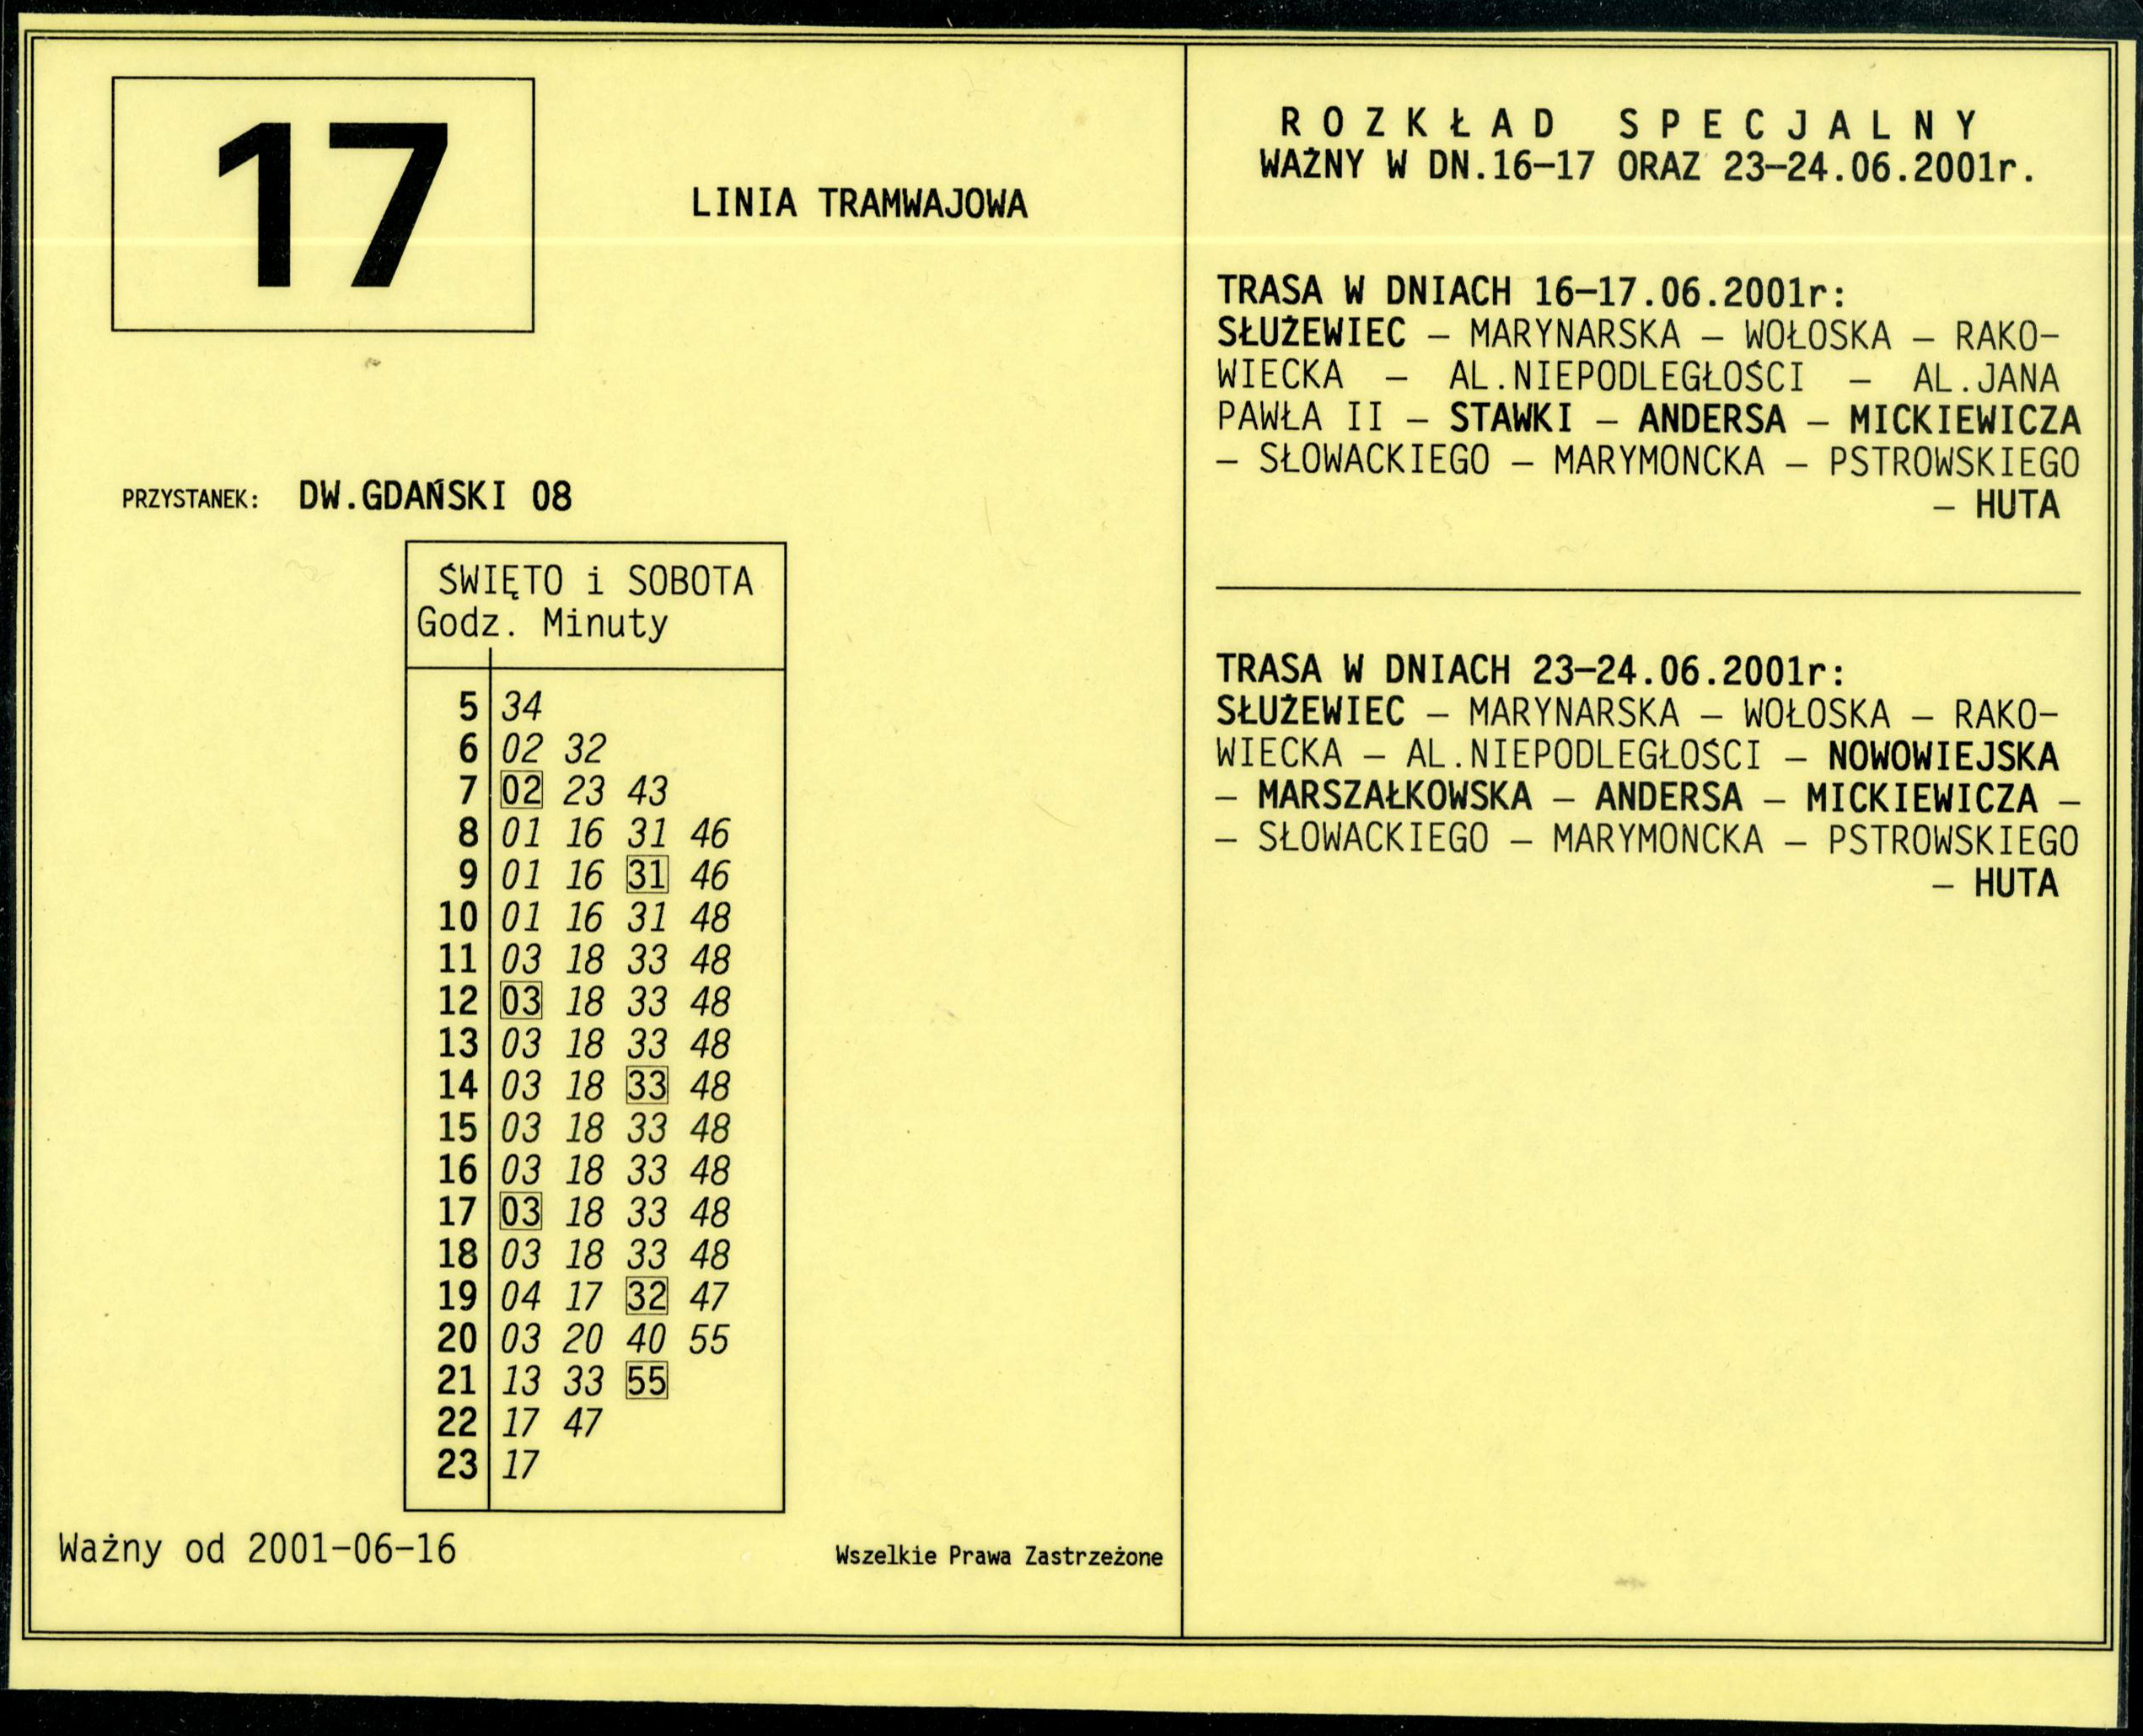 17
LINIA TRAMWAJOWA
PRZYSTANEK: DW.GDAŃSKI 08
ŚWIĘTO i SOBOTA
Godz. Minuty
5 34
6 02 32
7 02 23 43
8 01 16 31 46
9 01 16 31 46
10 01 16 31 48
11 03 18 33 48
12 03 18 33 48
13 03 18 33 48
14 03 18 33 48
15 03 18 33 48
16 03 18 33 48
17 03 18 33 48
18 03 18 33 48
19 04 17 32 47
20 03 20 40 55
21 13 33 55
22 17 47
23 17
Ważny od 2001-06-16
Wszelkie Prawa Zastrzeżone
ROZKŁAD SPECJALNY
WAŻNY W DN.16-17 ORAZ 23-24.06.2001r.
TRASA W DNIACH 16-17.06.2001r:
SŁUŻEWIEC - MARYNARSKA - WOŁOSKA - RAKO-
WIECKA - AL.NIEPODLEGŁOŚCI - AL.JANA
PAWŁA II - STAWKI - ANDERSA - MICKIEWICZA
- SŁOWACKIEGO - MARYMONCKA - PSTROWSKIEGO
- HUTA
TRASA W DNIACH 23-24.06.2001r:
SŁUŻEWIEC - MARYNARSKA - WOŁOSKA - RAKO-
WIECKA - AL.NIEPODLEGŁOŚCI - NOWOWIEJSKA
- MARSZAŁKOWSKA - ANDERSA - MICKIEWICZA -
- SŁOWACKIEGO - MARYMONCKA - PSTROWSKIEGO
- HUTA